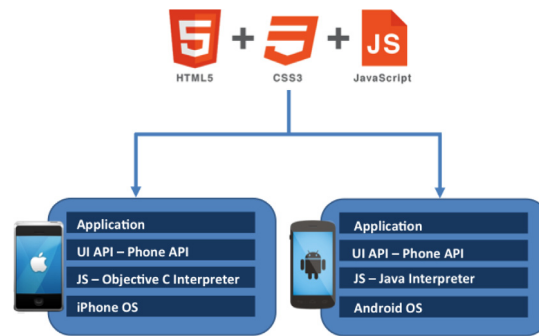 5 + 3 + JS
HTML5 CSS3 JavaScript
Application
UI API – Phone API
JS – Objective C Interpreter
iPhone OS
Application
UI API – Phone API
JS – Java Interpreter
Android OS